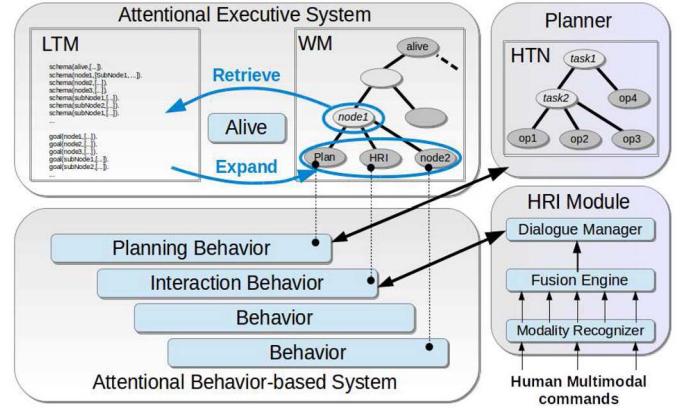 Attentional Executive System
LTM
schema(alive,[...]).
schema(node1,[SubNode1, ...]).
schema(node2,[...]).
schema(node3,[...]).
schema(subNode1,[...]).
schema(subNode2,[...]).
schema(subNode1,[...]).
...
goal(node1,[...]).
goal(node2,[...]).
goal(node3,[...]).
goal(subNode1,[...]).
goal(subNode2,[...]).
...
Retrieve
Alive
Expand
WM
alive
node1
Plan
HRI
node2
Planner
HTN
task1
task2
op4
op1
op2
op3
Planning Behavior
Interaction Behavior
Behavior
Behavior
Attentional Behavior-based System
HRI Module
Dialogue Manager
Fusion Engine
Modality Recognizer
Human Multimodal
commands